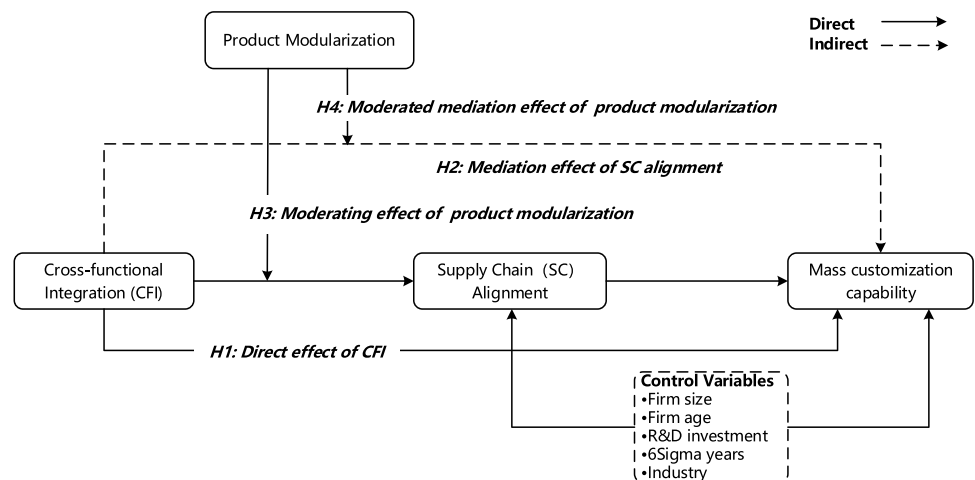 Product Modularization
Direct
Indirect
H4: Moderated mediation effect of product modularization
H2: Mediation effect of SC alignment
H3: Moderating effect of product modularization
Cross-functional
Integration (CFI)
Supply Chain (SC)
Alignment
Mass customization
capability
H1: Direct effect of CFI
Control Variables
•Firm size
•Firm age
•R&D investment
•6Sigma years
•Industry